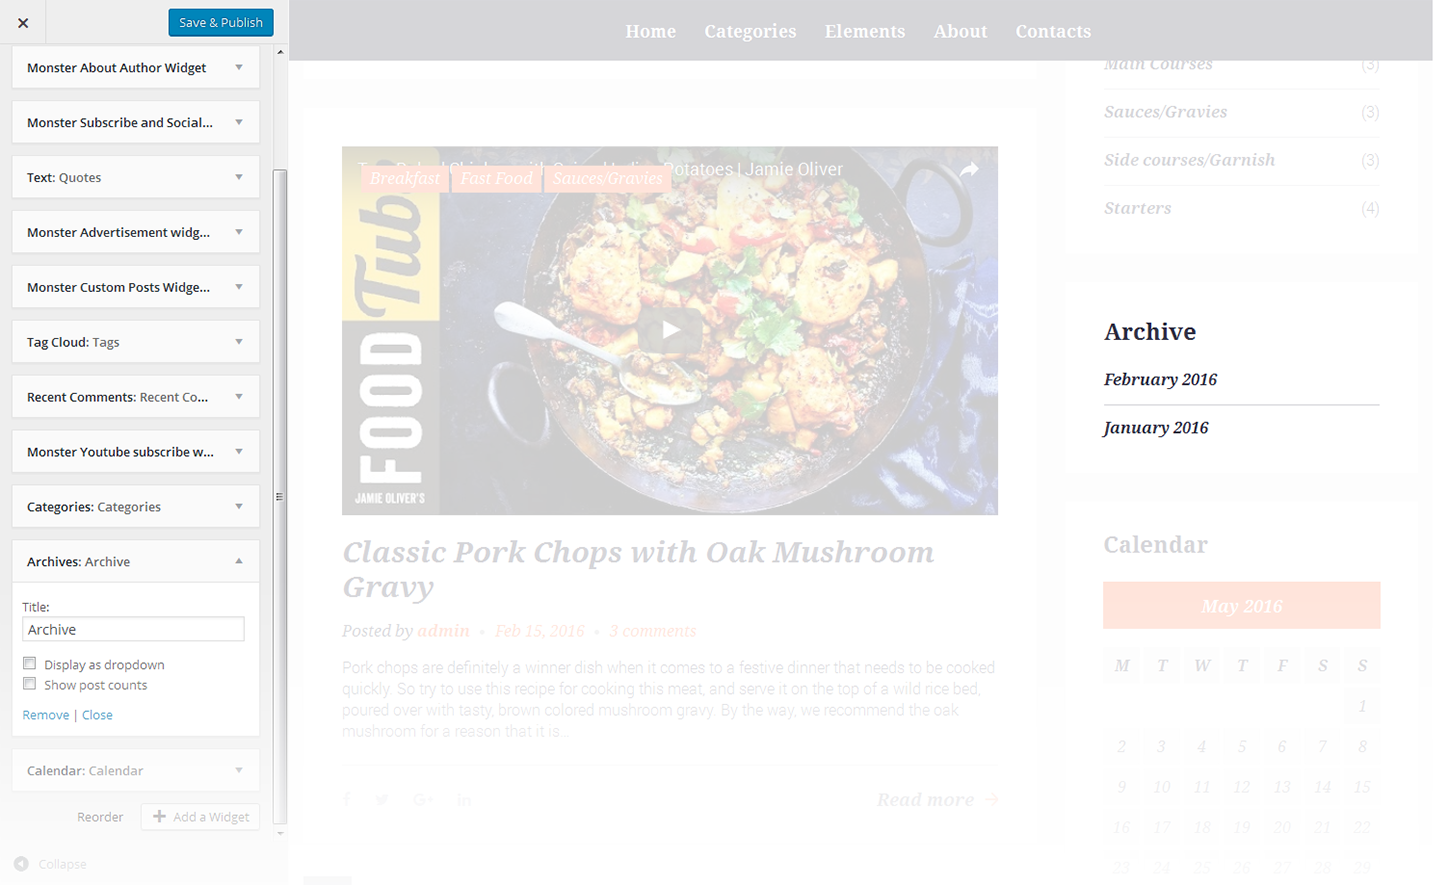 Save & Publish
Monster About Author Widget
Monster Subscribe and Social...
Text: Quotes
Monster Advertisement widg...
Monster Custom Posts Widge...
Tag Cloud: Tags
Recent Comments: Recent Co...
Monster Youtube subscribe w...
Categories: Categories
Archives: Archive
Title:
Archive
Display as dropdown
Show post counts
Remove | Close
Calendar: Calendar
Reorder
Add a Widget
Collapse
Home Categories Elements About Contacts
Potatoes | Jamie Oliver
Breakfast Fast Food Sauces/Gravies
FOOD Tube
JAMIE OLIVER'S
Classic Pork Chops with Oak Mushroom
Gravy
Posted by admin • Feb 15, 2016 • 3 comments
Pork chops are definitely a winner dish when it comes to a festive dinner that needs to be cooked
quickly. So try to use this recipe for cooking this meat, and serve it on the top of a wild rice bed,
poured over with tasty, brown colored mushroom gravy. By the way, we recommend the oak
mushroom for a reason that it is...
Read more
Main Courses (3)
Sauces/Gravies (3)
Side courses/Garnish (3)
Starters (4)
Archive
February 2016
January 2016
Calendar
May 2016
M T W T F S S
1
2 3 4 5 6 7 8
9 10 11 12 13 14 15
16 17 18 19 20 21 22
23 24 25 26 27 28 29